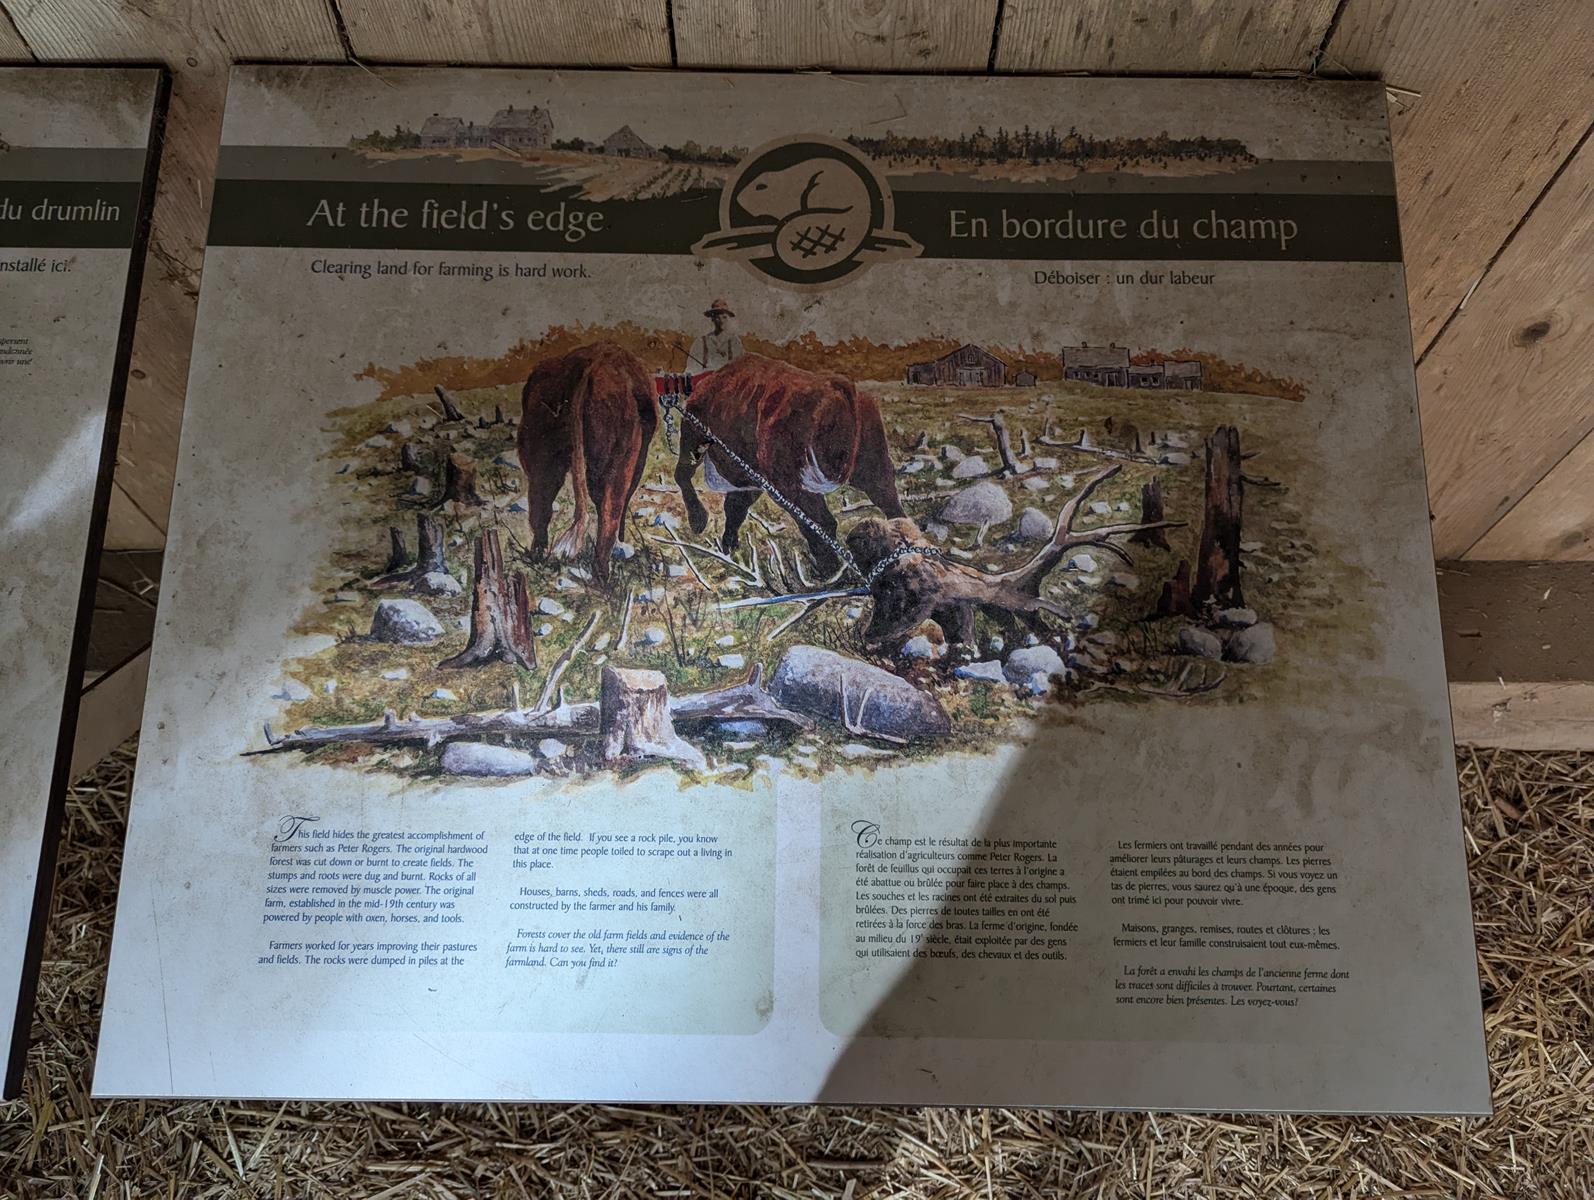 du drumlin
nstallé ici.
At the field's edge
Clearing land for farming is hard work.
En bordure du champ
Déboiser : un dur labeur
This field hides the greatest accomplishment of
farmers such as Peter Rogers. The original hardwood
forest was cut down or burnt to create fields. The
stumps and roots were dug and burnt. Rocks of all
sizes were removed by muscle power. The original
farm, established in the mid-19th century was
powered by people with oxen, horses, and tools.
Farmers worked for years improving their pastures
and fields. The rocks were dumped in piles at the
edge of the field. If you see a rock pile, you know
that at one time people toiled to scrape out a living in
this place.
Houses, barns, sheds, roads, and fences were all
constructed by the farmer and his family.
Forests cover the old farm fields and evidence of the
farm is hard to see. Yet, there still are signs of the
farmland. Can you find it?
Ce champ est le résultat de la plus importante
réalisation d'agriculteurs comme Peter Rogers. La
forêt de feuillus qui occupait ces terres à l'origine a
été abattue ou brûlée pour faire place à des champs.
Les souches et les racines ont été extraites du sol puis
brûlées. Des pierres de toutes tailles en ont été
retirées à la force des bras. La ferme d'origine, fondée
au milieu du 19e siècle, était exploitée par des gens
qui utilisaient des bœufs, des chevaux et des outils.
Les fermiers ont travaillé pendant des années pour
améliorer leurs pâturages et leurs champs. Les pierres
étaient empilées au bord des champs. Si vous voyez un
tas de pierres, vous saurez qu'à une époque, des gens
ont trimé ici pour pouvoir vivre.
Maisons, granges, remises, routes et clôtures : les
fermiers et leur famille construisaient tout eux-mêmes.
La forêt a envahi les champs de l'ancienne ferme dont
les traces sont difficiles à trouver. Pourtant, certaines
sont encore bien présentes. Les voyez-vous?